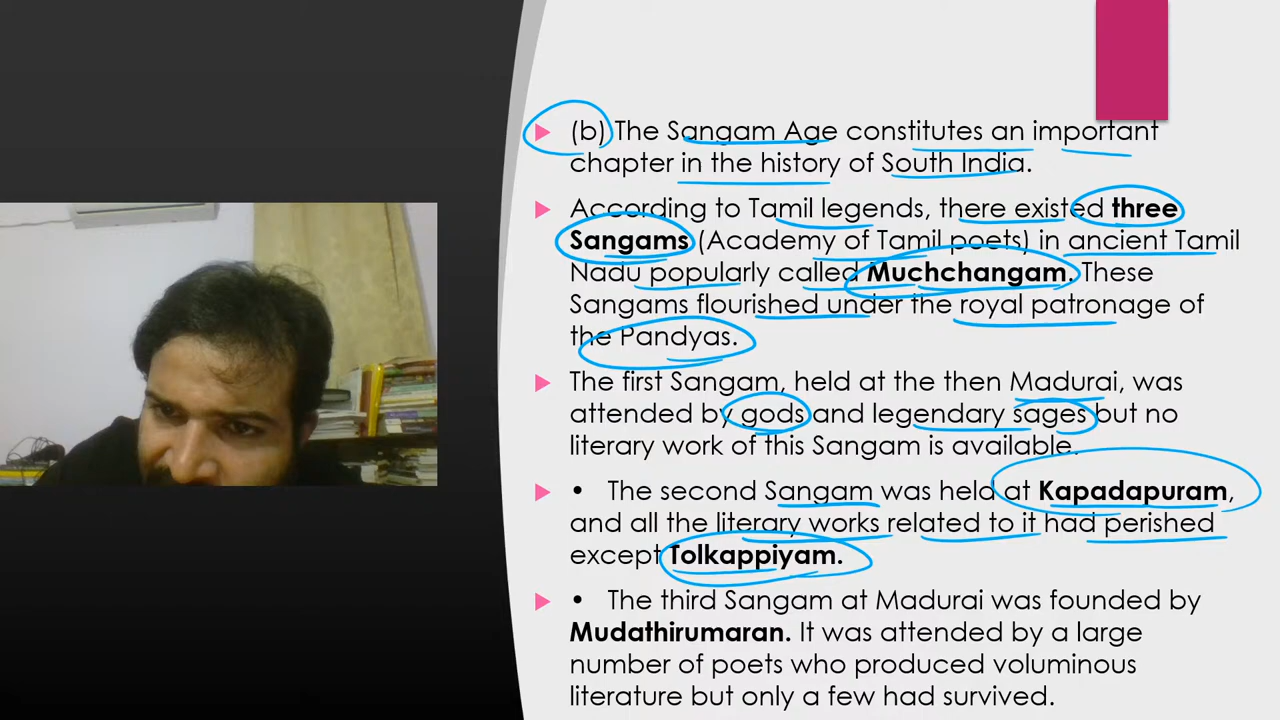 (b) The Sangam Age constitutes an important
chapter in the history of South India.
According to Tamil legends, there existed three
Sangams (Academy of Tamil poets) in ancient Tamil
Nadu popularly called Muchchangam. These
Sangams flourished under the royal patronage of
the Pandyas.
The first Sangam, held at the then Madurai, was
attended by gods and legendary sages but no
literary work of this Sangam is available.
• The second Sangam was held at Kapadapuram,
and all the literary works related to it had perished
except Tolkappiyam.
• The third Sangam at Madurai was founded by
Mudathirumaran. It was attended by a large
number of poets who produced voluminous
literature but only a few had survived.